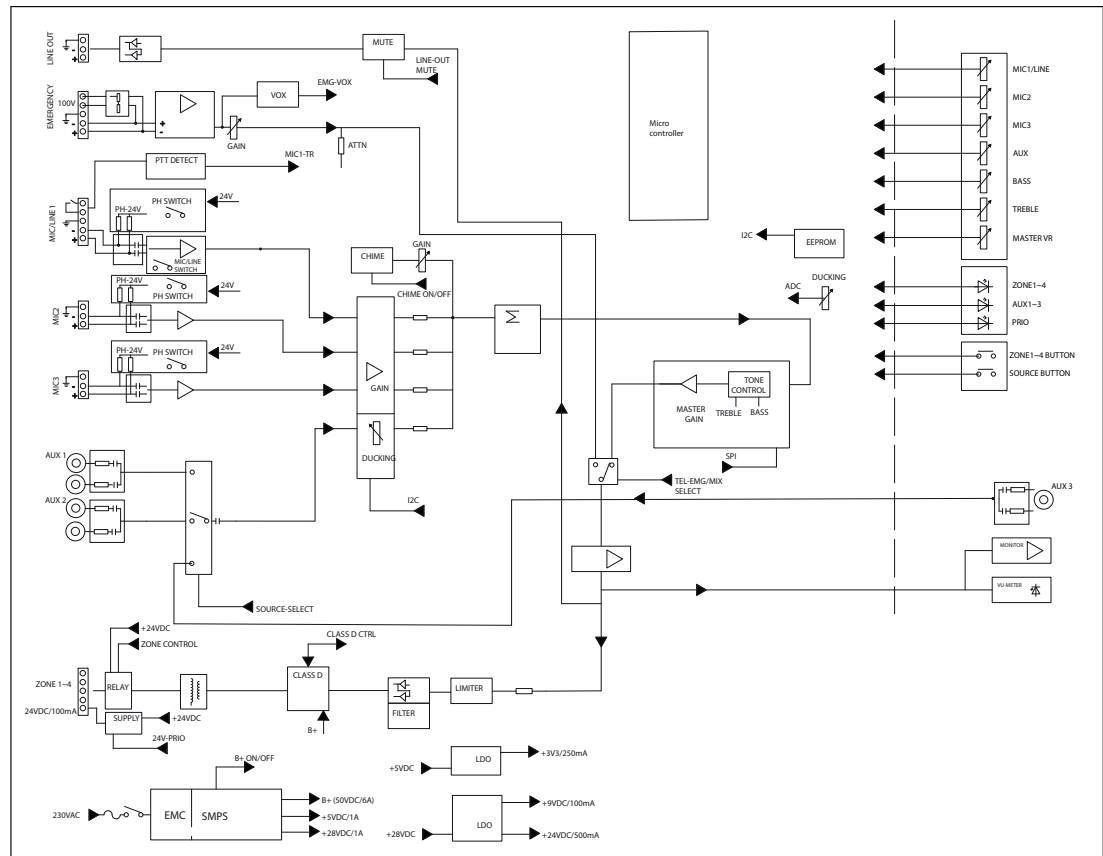 LINE OUT
-
+
MUTE
LINE-OUT
MUTE
EMERGENCY
100V
-
+
+
-
GAIN
VOX
EMG-VOX
ATTN
PTT DETECT
MIC1-TR
MIC/LINE1
-
+
PH-24V
PH SWITCH
24V
MIC/LINE
SWITCH
PH-24V
PH SWITCH
24V
MIC2
-
+
PH-24V
PH SWITCH
24V
MIC3
-
+
CHIME
GAIN
CHIME ON/OFF
GAIN
DUCKING
I2C
Σ
AUX 1
AUX 2
SOURCE-SELECT
Micro
controller
I2C
EEPROM
ADC
DUCKING
MASTER
GAIN
TONE
CONTROL
TREBLE
BASS
SPI
TEL-EMG/MIX
SELECT
MIC1/LINE
MIC2
MIC3
AUX
BASS
TREBLE
MASTER VR
ZONE1~4
AUX1~3
PRIO
ZONE1~4 BUTTON
SOURCE BUTTON
AUX 3
MONITOR
VU-METER
+24VDC
ZONE CONTROL
ZONE 1~4
RELAY
24VDC/100mA
SUPPLY
+24VDC
24V-PRIO
CLASS D CTRL
CLASS D
B+
FILTER
LIMITER
B+ ON/OFF
230VAC
EMC
SMPS
B+ (50VDC/6A)
+5VDC/1A
+28VDC/1A
+5VDC
LDO
+3V3/250mA
+28VDC
LDO
+9VDC/100mA
+24VDC/500mA